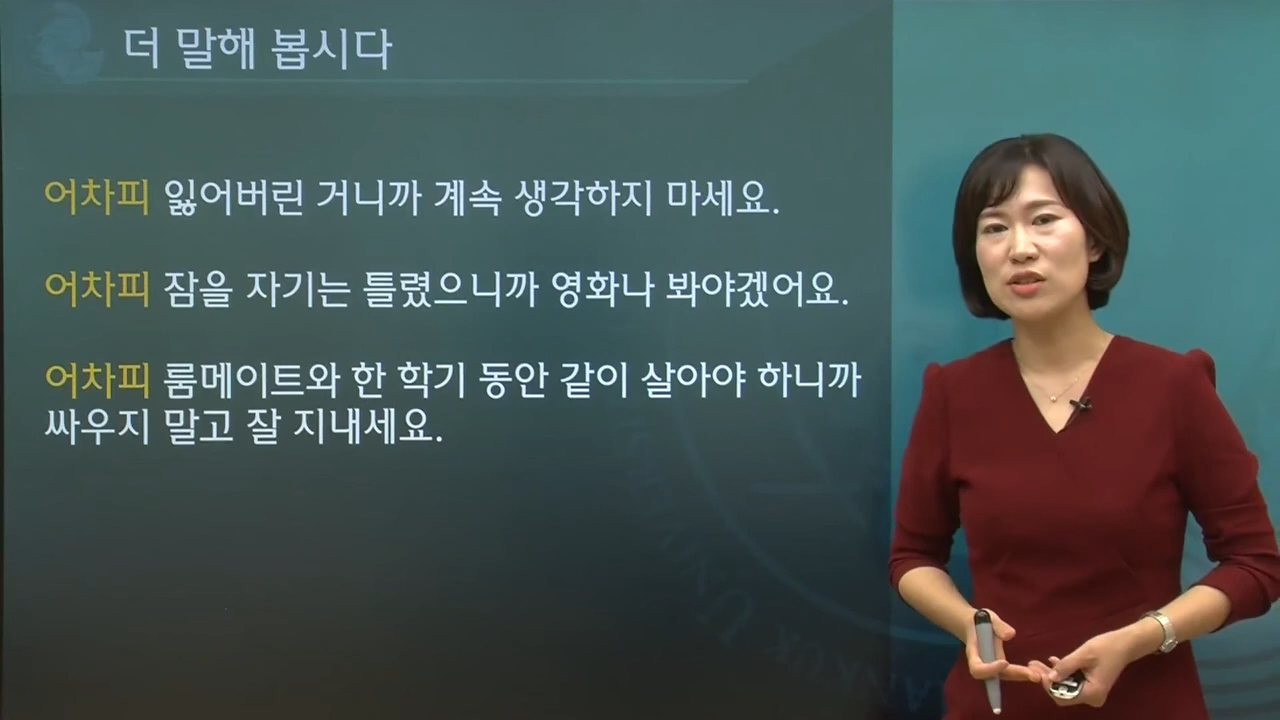 더 말해 봅시다
어차피 잃어버린 거니까 계속 생각하지 마세요.
어차피 잠을 자기는 틀렸으니까 영화나 봐야겠어요.
어차피 룸메이트와 한 학기 동안 같이 살아야 하니까
싸우지 말고 잘 지내세요.